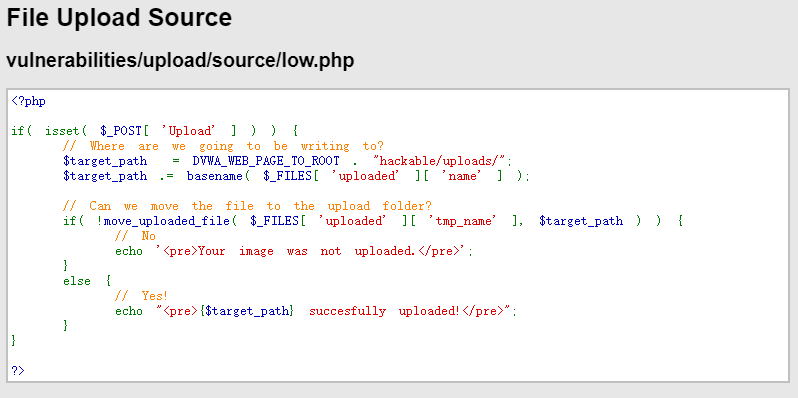 File Upload Source
vulnerabilities/upload/source/low.php
<?php
if( isset( $_POST[ 'Upload' ] ) ) {
// Where are we going to be writing to?
$target_path = DVWA_WEB_PAGE_TO_ROOT . "hackable/uploads/";
$target_path .= basename( $_FILES[ 'uploaded' ][ 'name' ] );
// Can we move the file to the upload folder?
if( !move_uploaded_file( $_FILES[ 'uploaded' ][ 'tmp_name' ], $target_path ) ) {
// No
echo '<pre>Your image was not uploaded.</pre>';
}
else {
// Yes!
echo "<pre>{$target_path} succesfully uploaded!</pre>";
}
}
?>